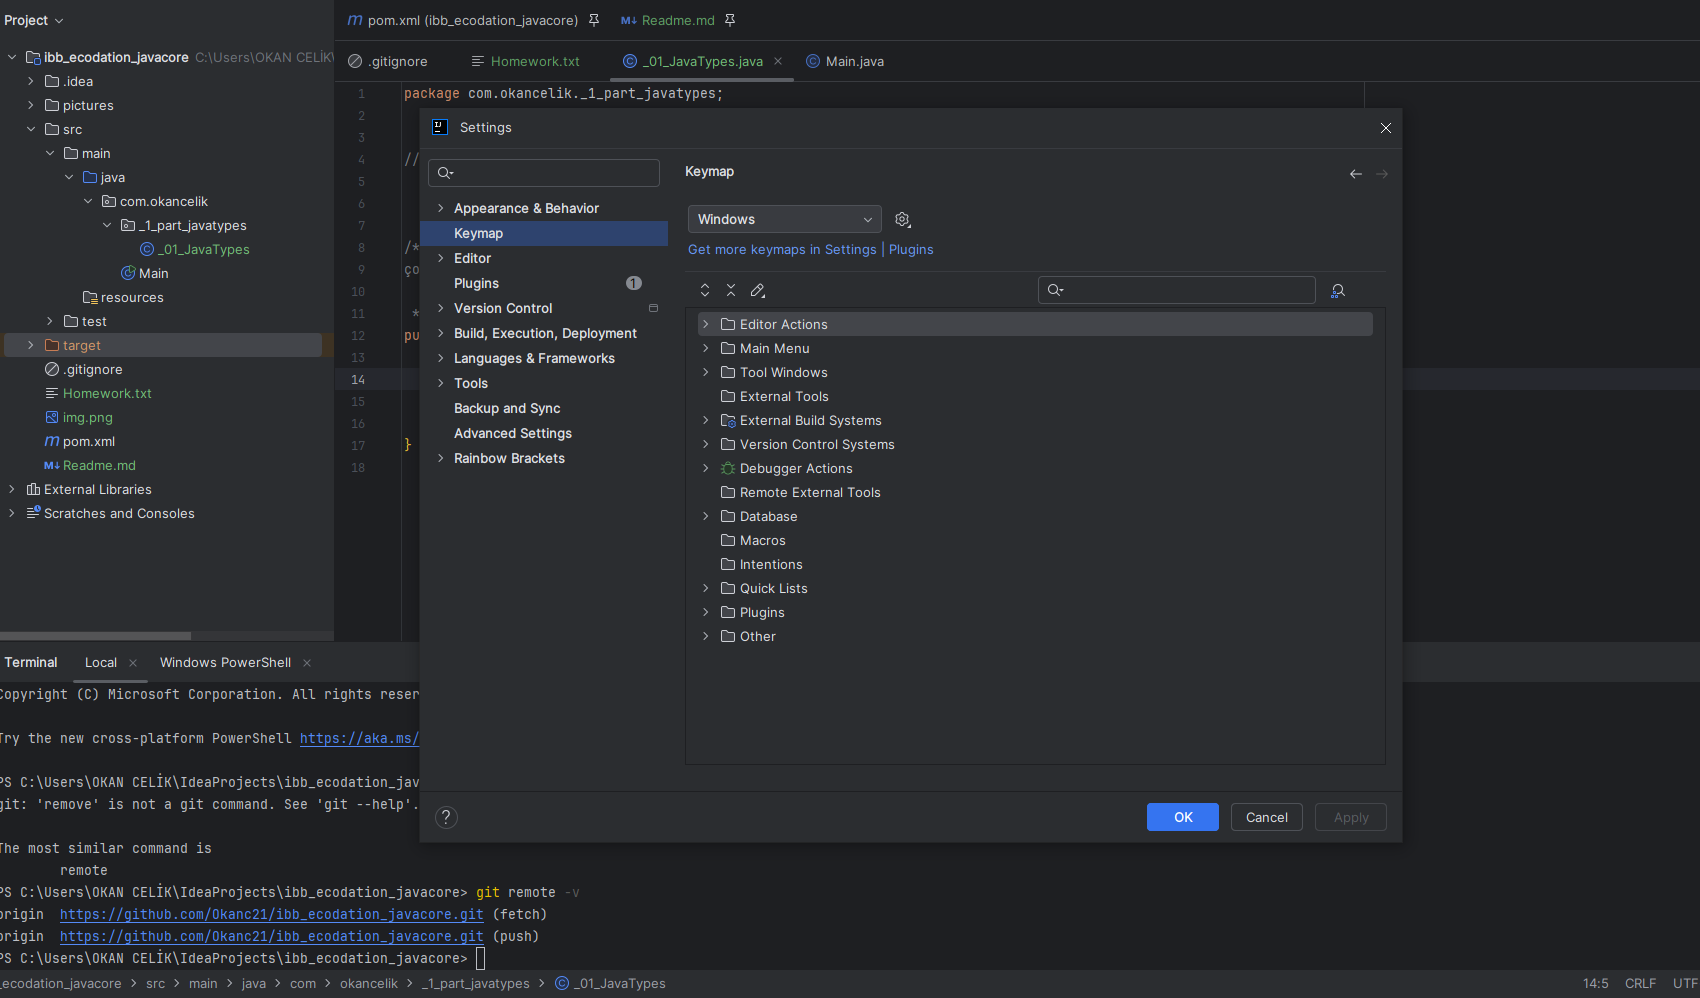 Project
pom.xml (ibb_ecodation_javacore)
Readme.md
ibb_ecodation_javacore C:\Users\OKAN CELİK\
.idea
pictures
src
main
java
com.okancelik
_1_part_javatypes
_01_JavaTypes
Main
resources
test
target
.gitignore
Homework.txt
img.png
pom.xml
Readme.md
External Libraries
Scratches and Consoles
.gitignore
Homework.txt
_01_JavaTypes.java
Main.java
1 package com.okancelik._1_part_javatypes;
2
3
4 //
5
6
7
8 /*
9 ço
10
11 *
12 pu
13
14
15
16
17 }
18
Settings
Appearance & Behavior
Keymap
Editor
Plugins 1
Version Control
Build, Execution, Deployment
Languages & Frameworks
Tools
Backup and Sync
Advanced Settings
Rainbow Brackets
Keymap
Windows
Get more keymaps in Settings | Plugins
Editor Actions
Main Menu
Tool Windows
External Tools
External Build Systems
Version Control Systems
Debugger Actions
Remote External Tools
Database
Macros
Intentions
Quick Lists
Plugins
Other
?
OK
Cancel
Apply
Terminal
Local
Windows PowerShell
Copyright (C) Microsoft Corporation. All rights reser
Try the new cross-platform PowerShell https://aka.ms/
PS C:\Users\OKAN CELİK\IdeaProjects\ibb_ecodation_jav
git: 'remove' is not a git command. See 'git --help'.
The most similar command is
remote
PS C:\Users\OKAN CELİK\IdeaProjects\ibb_ecodation_javacore> git remote -v
origin https://github.com/Okanc21/ibb_ecodation_javacore.git (fetch)
origin https://github.com/Okanc21/ibb_ecodation_javacore.git (push)
PS C:\Users\OKAN CELİK\IdeaProjects\ibb_ecodation_javacore>
_ecodation_javacore > src > main > java > com > okancelik > _1_part_javatypes > _01_JavaTypes
14:5 CRLF UTF